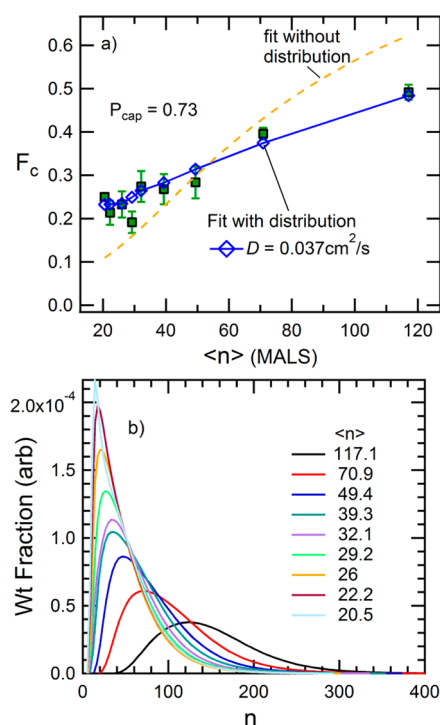 0.6
0.5
0.4
0.3
0.2
0.1
0.0
F_c
a)
fit without
distribution
P_cap = 0.73
Fit with distribution
D = 0.037cm²/s
20
40
60
80
100
120
<n> (MALS)
2.0x10⁻⁴
1.5
1.0
0.5
0.0
Wt Fraction (arb)
b)
<n>
117.1
70.9
49.4
39.3
32.1
29.2
26
22.2
20.5
0
100
200
300
400
n